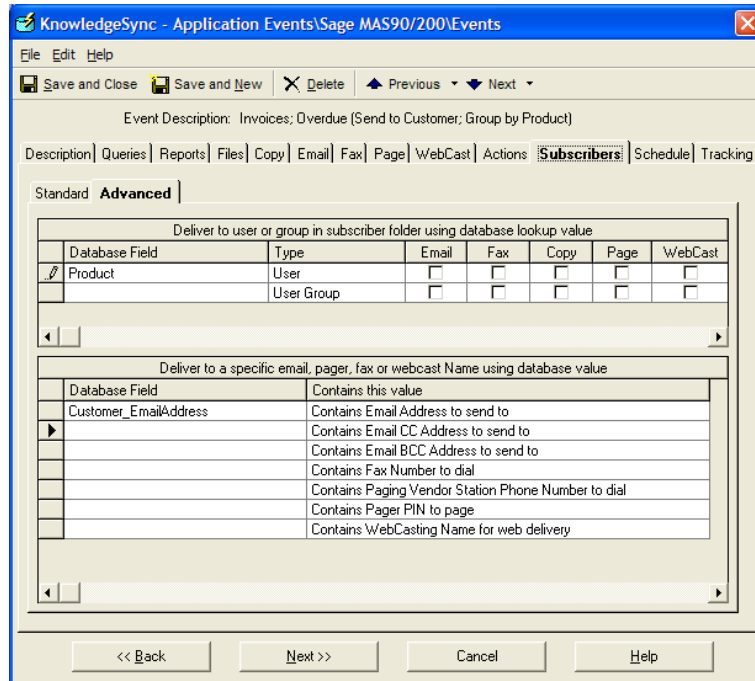 KnowledgeSync - Application Events\Sage MAS90/200\Events
File Edit Help
Save and Close Save and New Delete Previous Next
Event Description: Invoices; Overdue (Send to Customer; Group by Product)
Description Queries Reports Files Copy Email Fax Page WebCast Actions Subscribers Schedule Tracking
Standard Advanced
Deliver to user or group in subscriber folder using database lookup value
Database Field Type Email Fax Copy Page WebCast
Product User
User Group
Deliver to a specific email, pager, fax or webcast Name using database value
Database Field Contains this value
Customer_EmailAddress Contains Email Address to send to
Contains Email CC Address to send to
Contains Email BCC Address to send to
Contains Fax Number to dial
Contains Paging Vendor Station Phone Number to dial
Contains Pager PIN to page
Contains WebCasting Name for web delivery
<< Back Next >> Cancel Help